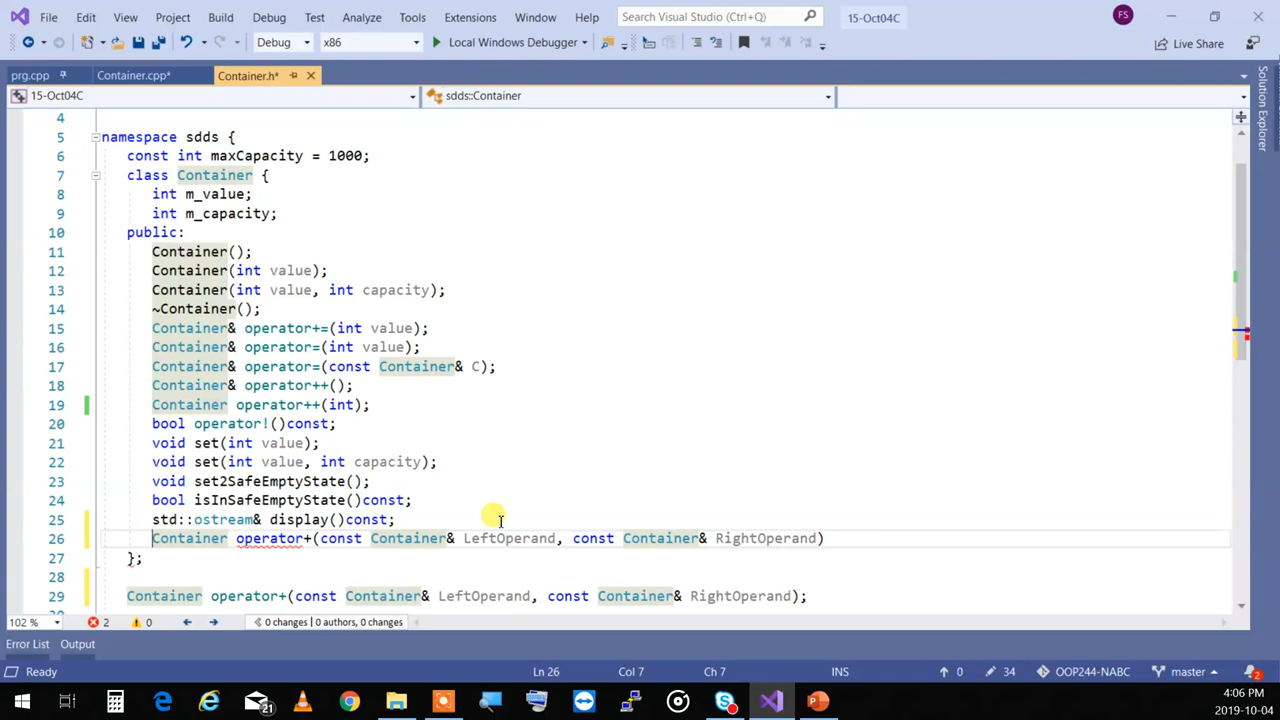 File Edit View Project Build Debug Test Analyze Tools Extensions Window Help Search Visual Studio (Ctrl+Q) 15-Oct04C FS
Debug x86 Local Windows Debugger Live Share
prg.cpp Container.cpp* Container.h*
15-Oct04C sdds::Container
Solution Explorer
4
5 namespace sdds {
6 const int maxCapacity = 1000;
7 class Container {
8 int m_value;
9 int m_capacity;
10 public:
11 Container();
12 Container(int value);
13 Container(int value, int capacity);
14 ~Container();
15 Container& operator+=(int value);
16 Container& operator=(int value);
17 Container& operator=(const Container& C);
18 Container& operator++();
19 Container operator++(int);
20 bool operator!()const;
21 void set(int value);
22 void set(int value, int capacity);
23 void set2SafeEmptyState();
24 bool isInSafeEmptyState()const;
25 std::ostream& display()const;
26 Container operator+(const Container& LeftOperand, const Container& RightOperand)
27 };
28
29 Container operator+(const Container& LeftOperand, const Container& RightOperand);
102 % 2 0 0 changes | 0 authors, 0 changes
Error List Output
Ready Ln 26 Col 7 Ch 7 INS 0 34 OOP244-NABC master 2
21 4:06 PM
2019-10-04